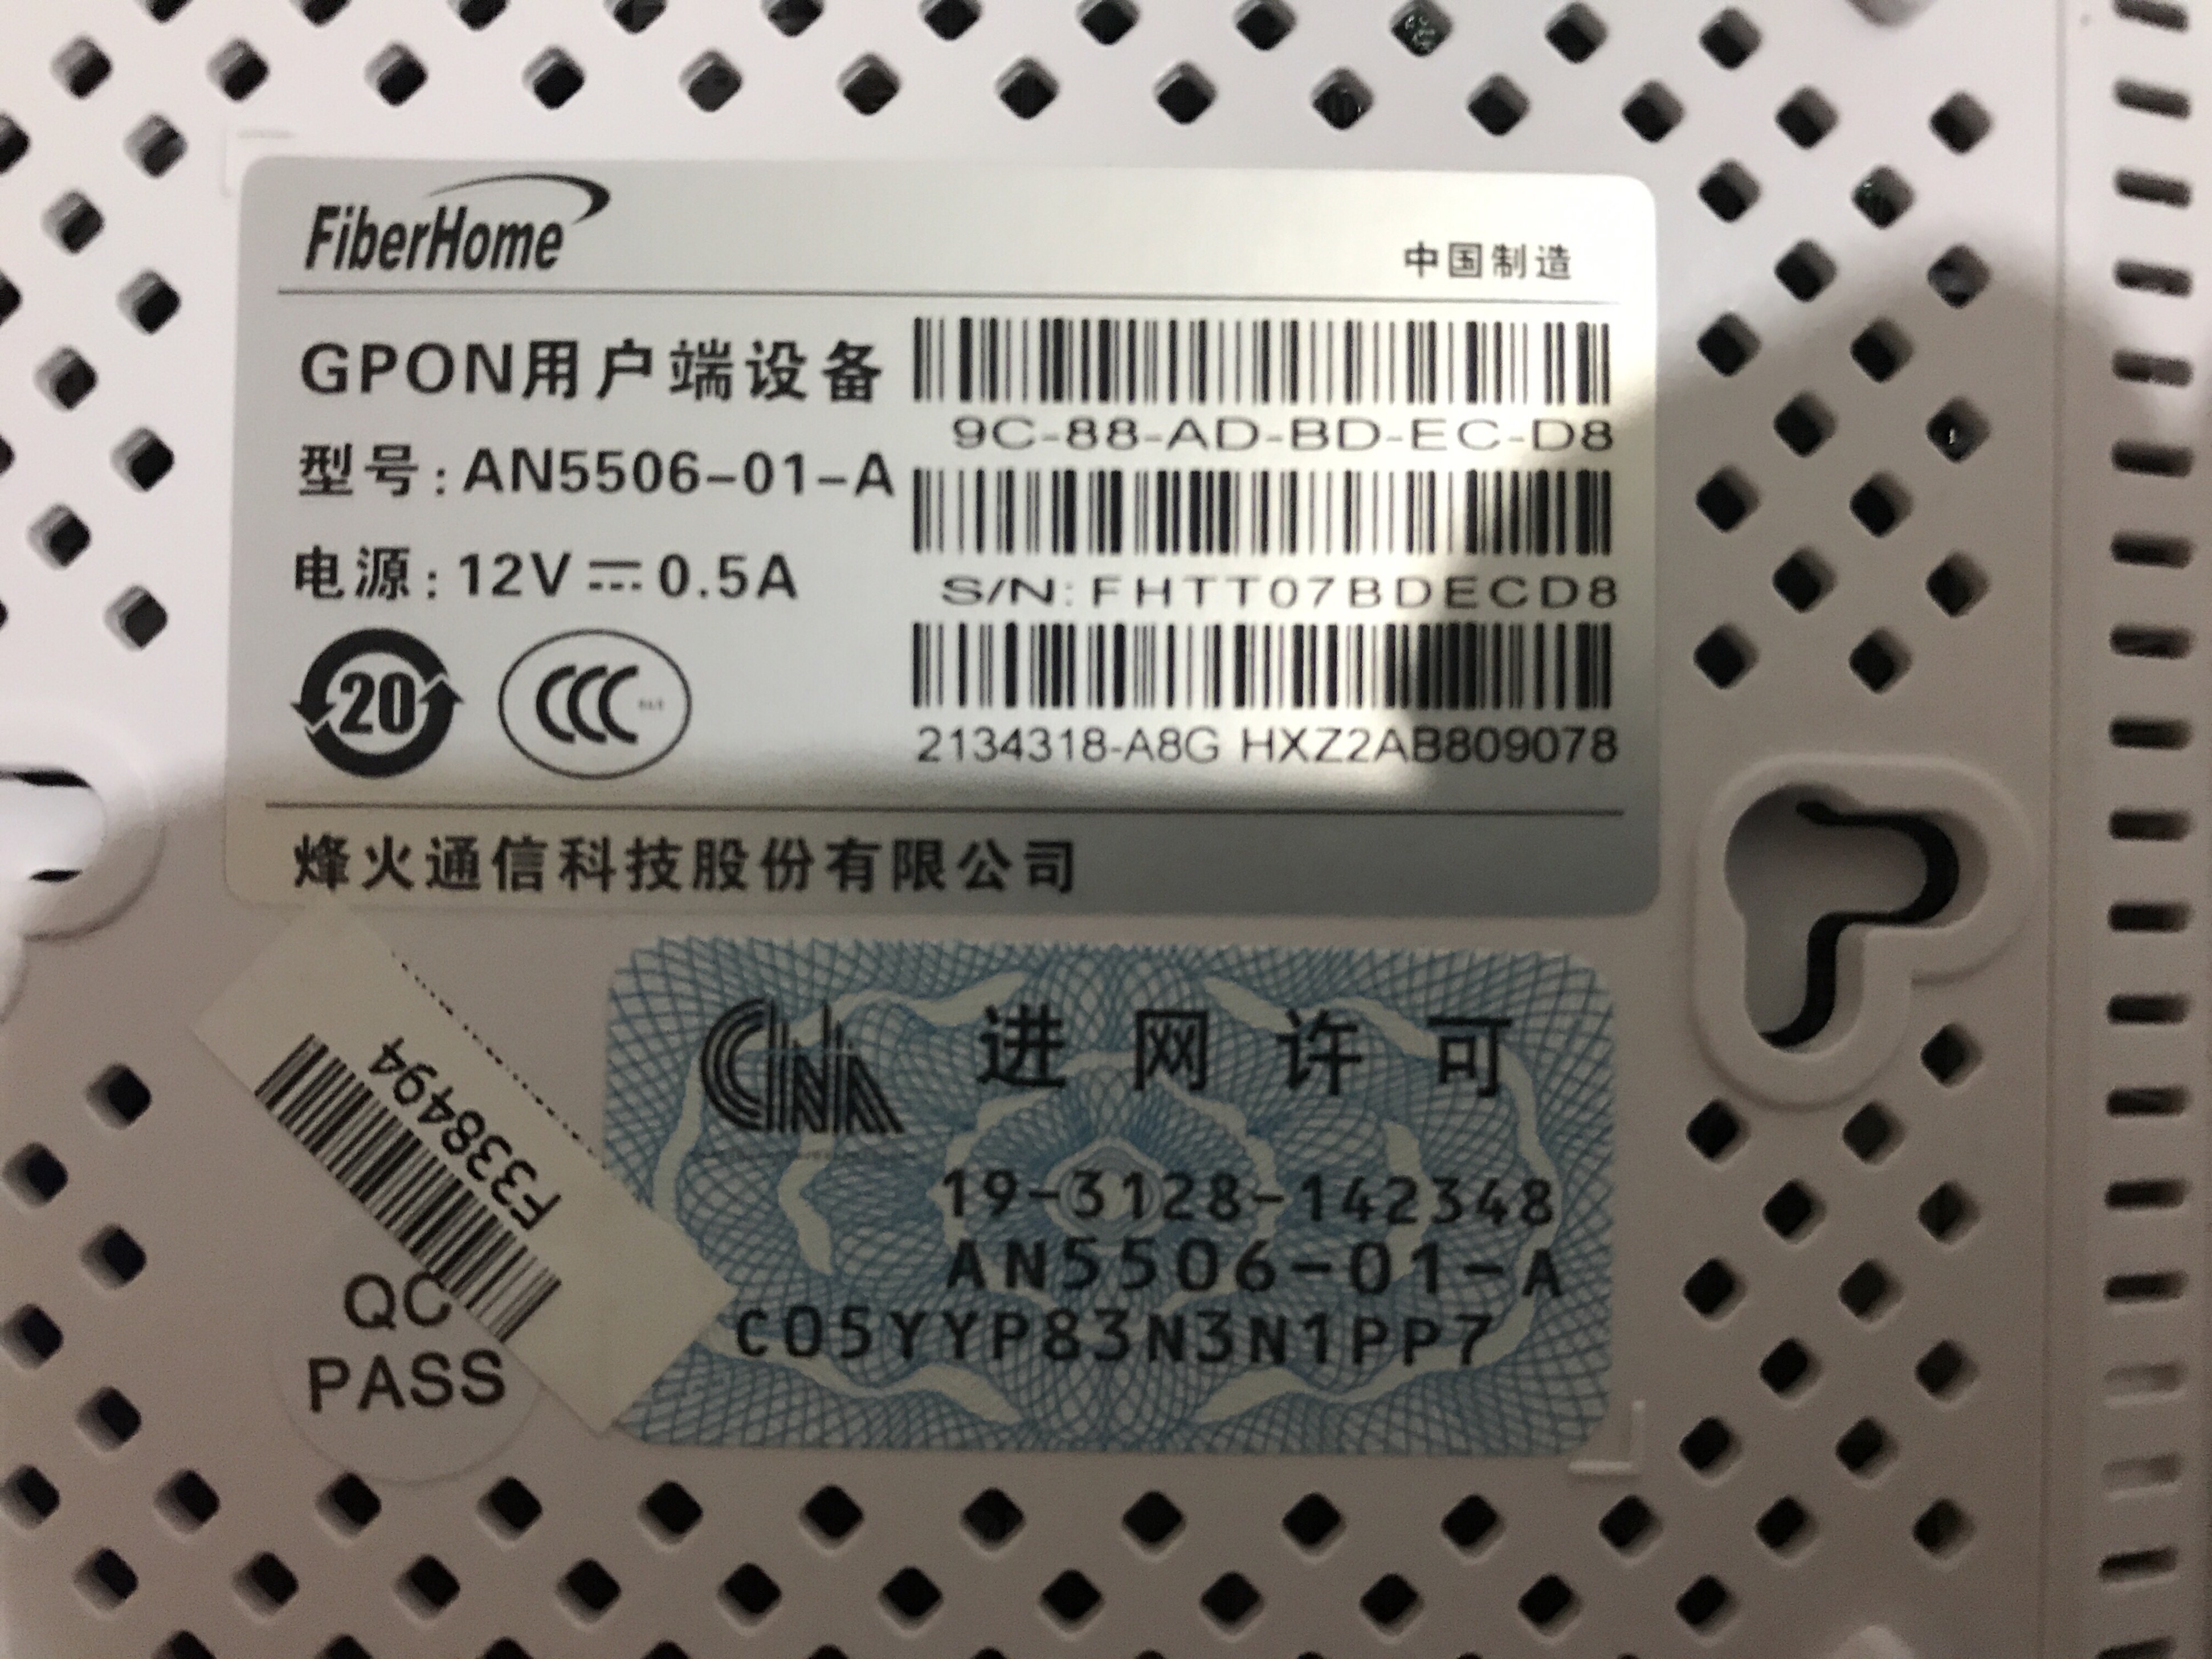 FiberHome
中国制造
GPON用户端设备
9C-88-AD-BD-EC-D8
型号:AN5506-01-A
S/N:FHTT07BDECD8
电源:12V⎓0.5A
20
CCC
2134318-A8G HXZ2AB809078
烽火通信科技股份有限公司
CNA
进网许可
19-3128-142348
AN5506-01-A
C05YYP83N3N1PP7
F338494
QC
PASS